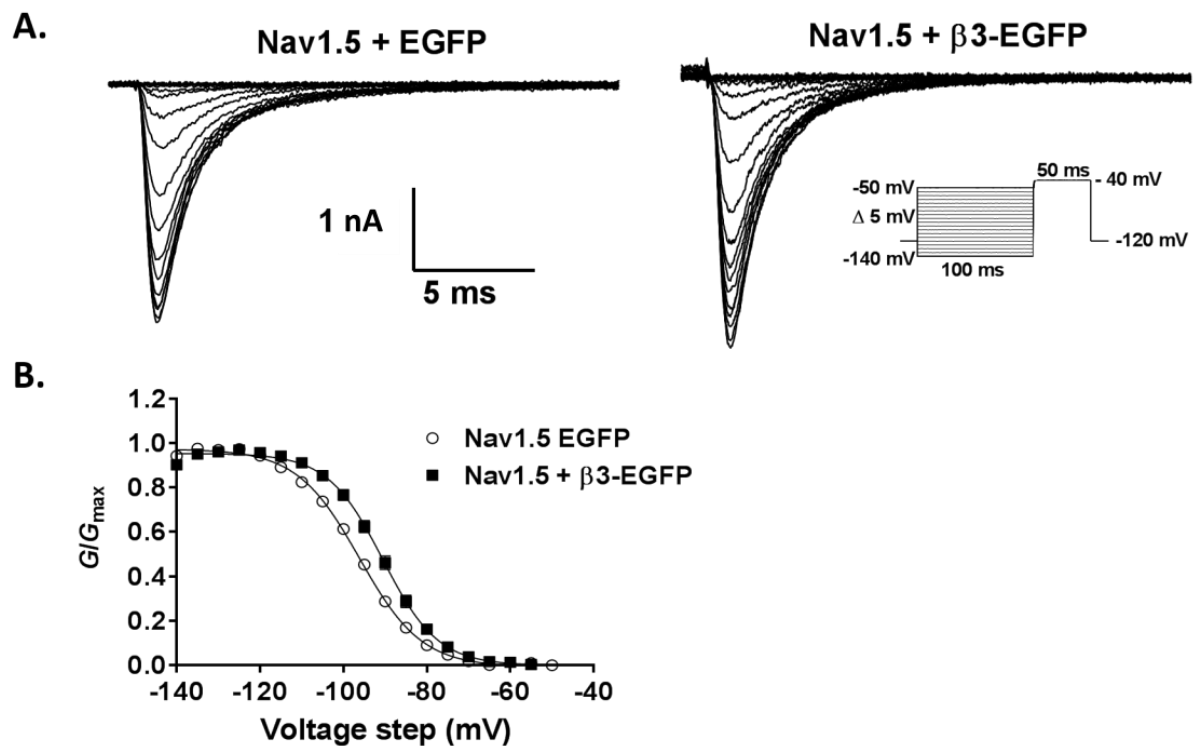 A.
Nav1.5 + EGFP
Nav1.5 + β3-EGFP
1 nA
5 ms
50 ms
-50 mV
- 40 mV
Δ 5 mV
-120 mV
-140 mV
100 ms
B.
1.2
1.0
0.8
0.6
0.4
0.2
0.0
G/Gmax
Nav1.5 EGFP
Nav1.5 + β3-EGFP
-140 -120 -100 -80 -60 -40
Voltage step (mV)